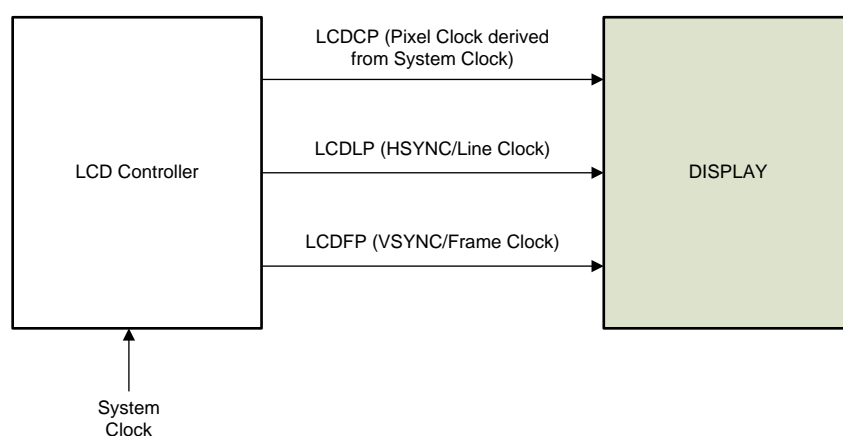 LCDCP (Pixel Clock derived
from System Clock)
LCDLP (HSYNC/Line Clock)
LCD Controller
DISPLAY
LCDFP (VSYNC/Frame Clock)
System
Clock